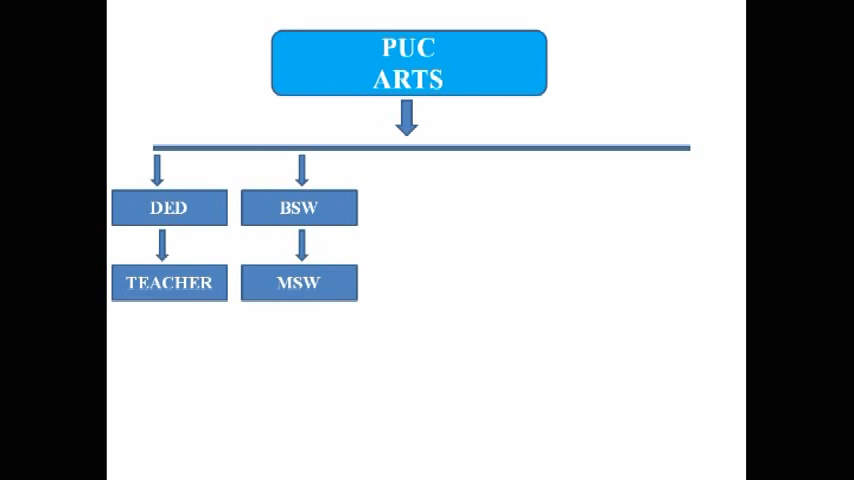 PUC
ARTS
DED
BSW
TEACHER
MSW